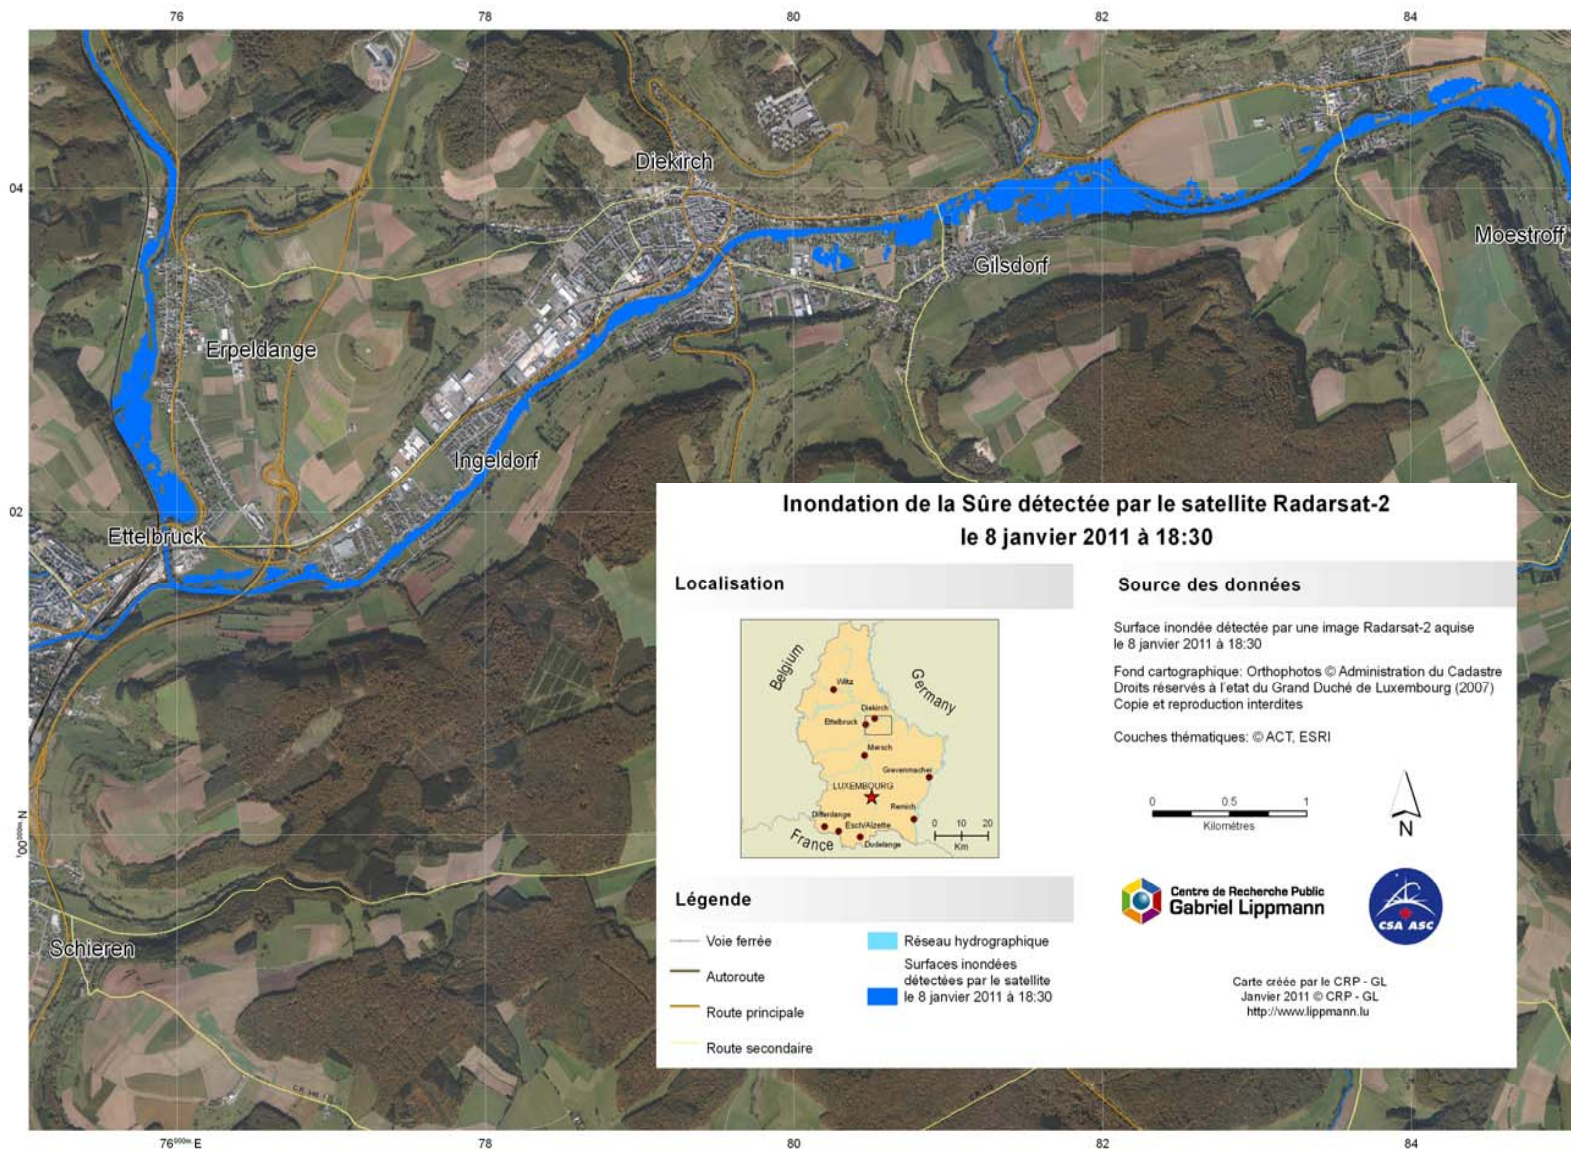 76
78
80
82
84
04
02
Diekirch
Moestroff
Gilsdorf
Erpeldange
Ingeldorf
Ettelbruck
Schieren
Inondation de la Sûre détectée par le satellite Radarsat-2
le 8 janvier 2011 à 18:30
Localisation
Belgium
Germany
Wiltz
Diekirch
Ettelbruck
Mersch
Grevenmacher
LUXEMBOURG
Remich
Differdange
Esch/Alzette
France
Dudelange
0 10 20
Km
Source des données
Surface inondée détectée par une image Radarsat-2 aquise
le 8 janvier 2011 à 18:30
Fond cartographique: Orthophotos © Administration du Cadastre
Droits réservés à l'etat du Grand Duché de Luxembourg (2007)
Copie et reproduction interdites
Couches thématiques: © ACT, ESRI
0 0.5 1
Kilomètres
N
Centre de Recherche Public
Gabriel Lippmann
CSA ASC
Légende
Voie ferrée
Autoroute
Route principale
Route secondaire
Réseau hydrographique
Surfaces inondées
détectées par le satellite
le 8 janvier 2011 à 18:30
Carte créée par le CRP - GL
Janvier 2011 © CRP - GL
http://www.lippmann.lu
100000m. N
76000m. E
78
80
82
84